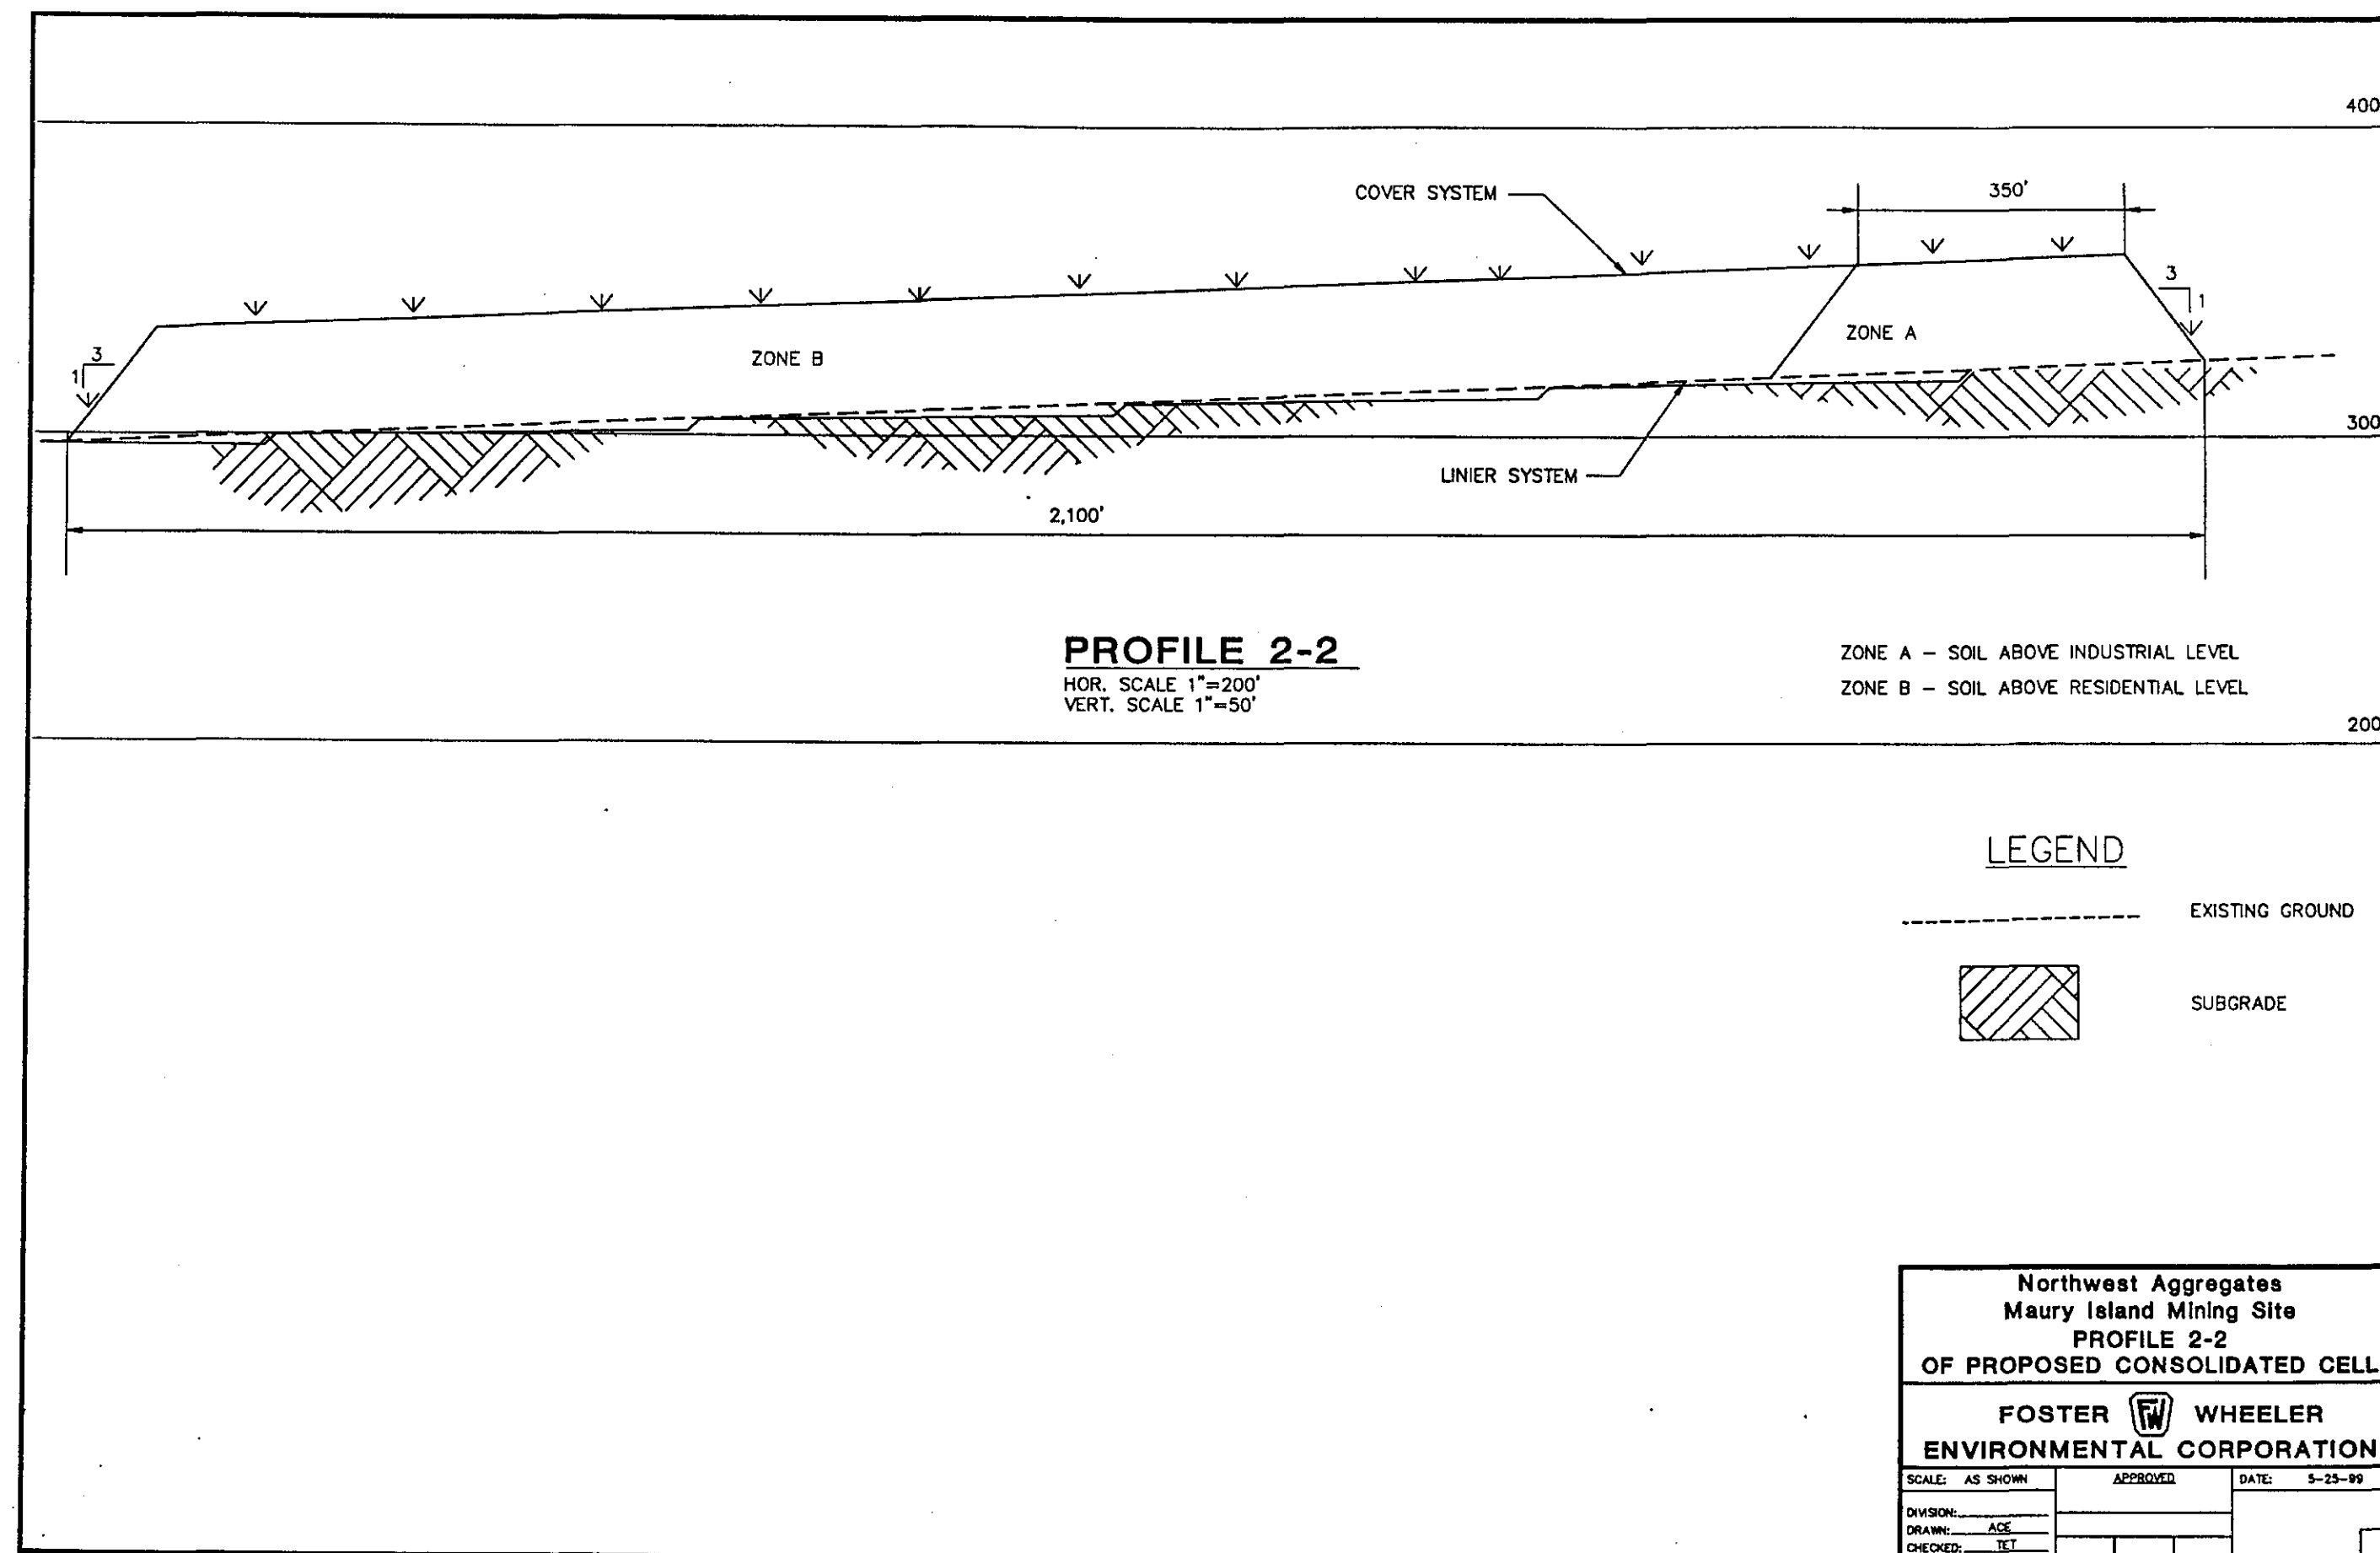 400
COVER SYSTEM
350'
3
1
ZONE A
ZONE B
3
1
300
LINIER SYSTEM
2,100'
PROFILE 2-2
HOR. SCALE 1"=200'
VERT. SCALE 1"=50'
ZONE A – SOIL ABOVE INDUSTRIAL LEVEL
ZONE B – SOIL ABOVE RESIDENTIAL LEVEL
200
LEGEND
EXISTING GROUND
SUBGRADE
Northwest Aggregates
Maury Island Mining Site
PROFILE 2-2
OF PROPOSED CONSOLIDATED CELL
FOSTER FW WHEELER
ENVIRONMENTAL CORPORATION
SCALE: AS SHOWN APPROVED DATE: 5-25-99
DIVISION:
DRAWN: ACE
CHECKED: TET